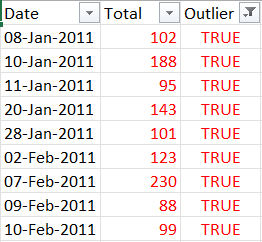 Date Total Outlier
08-Jan-2011 102 TRUE
10-Jan-2011 188 TRUE
11-Jan-2011 95 TRUE
20-Jan-2011 143 TRUE
28-Jan-2011 101 TRUE
02-Feb-2011 123 TRUE
07-Feb-2011 230 TRUE
09-Feb-2011 88 TRUE
10-Feb-2011 99 TRUE